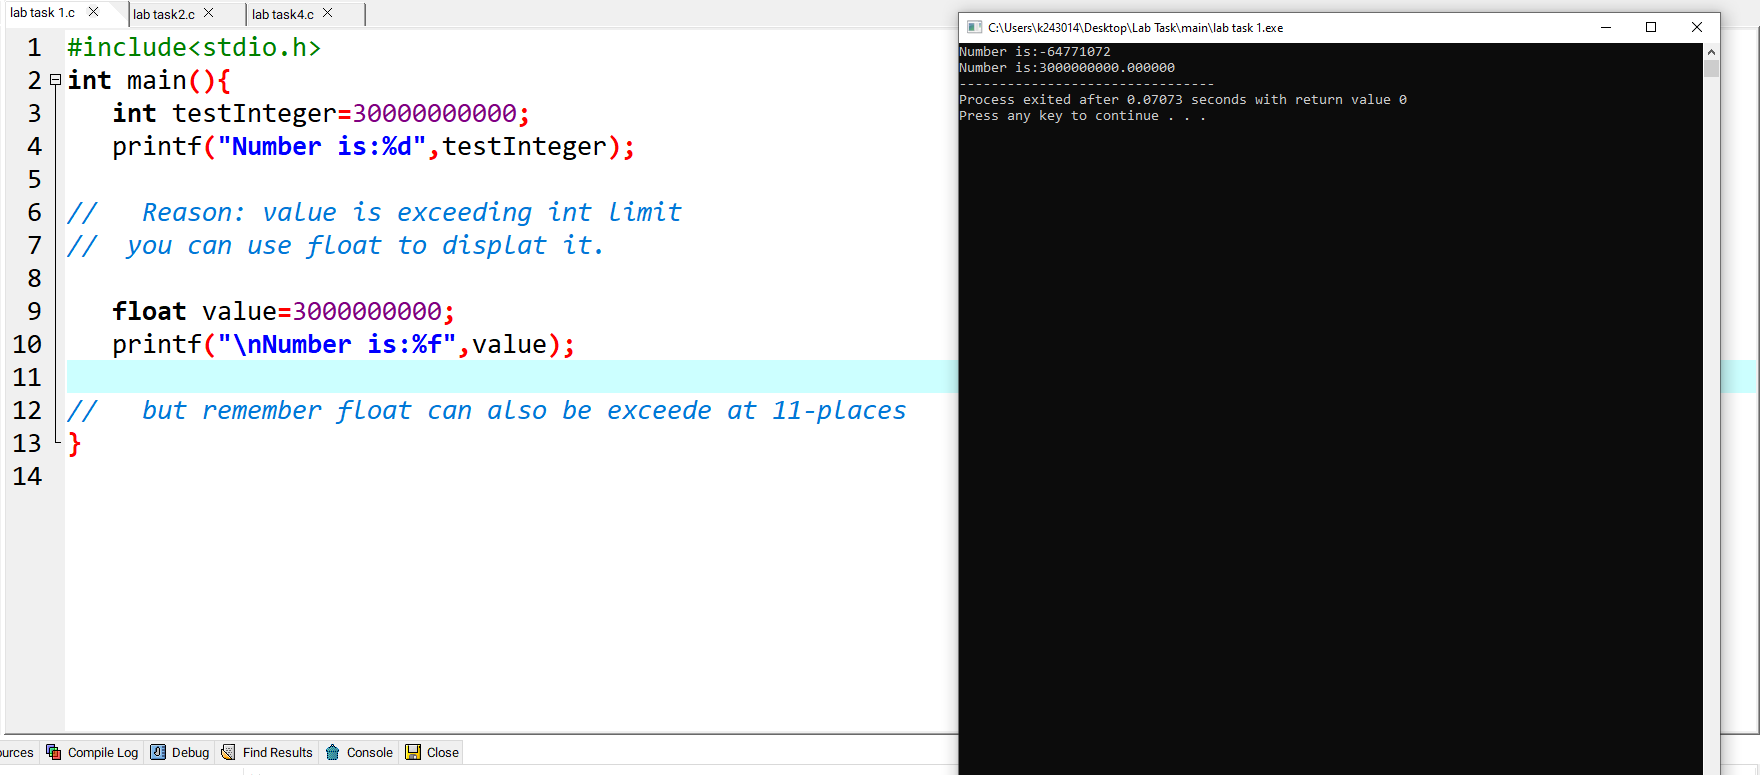 lab task 1.c
lab task2.c
lab task4.c
1 #include<stdio.h>
2 int main(){
3 int testInteger=30000000000;
4 printf("Number is:%d",testInteger);
5
6 // Reason: value is exceeding int limit
7 // you can use float to displat it.
8
9 float value=3000000000;
10 printf("\nNumber is:%f",value);
11
12 // but remember float can also be exceede at 11-places
13 }
14
C:\Users\k243014\Desktop\Lab Task\main\lab task 1.exe
Number is:-64771072
Number is:3000000000.000000
--------------------------------
Process exited after 0.07073 seconds with return value 0
Press any key to continue . . .
ources Compile Log Debug Find Results Console Close